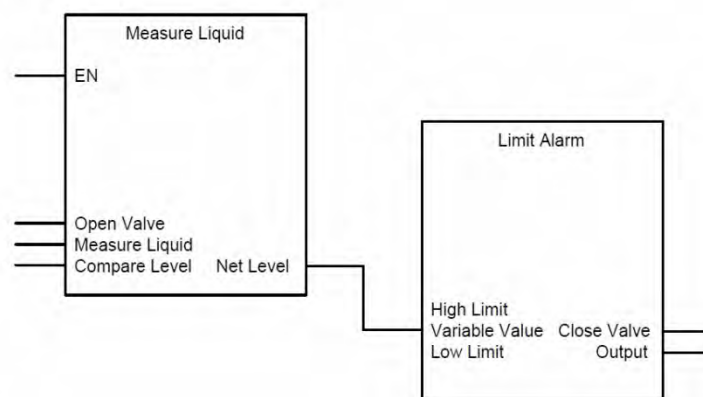 Measure Liquid
EN
Open Valve
Measure Liquid
Compare Level Net Level
Limit Alarm
High Limit
Variable Value Close Valve
Low Limit Output